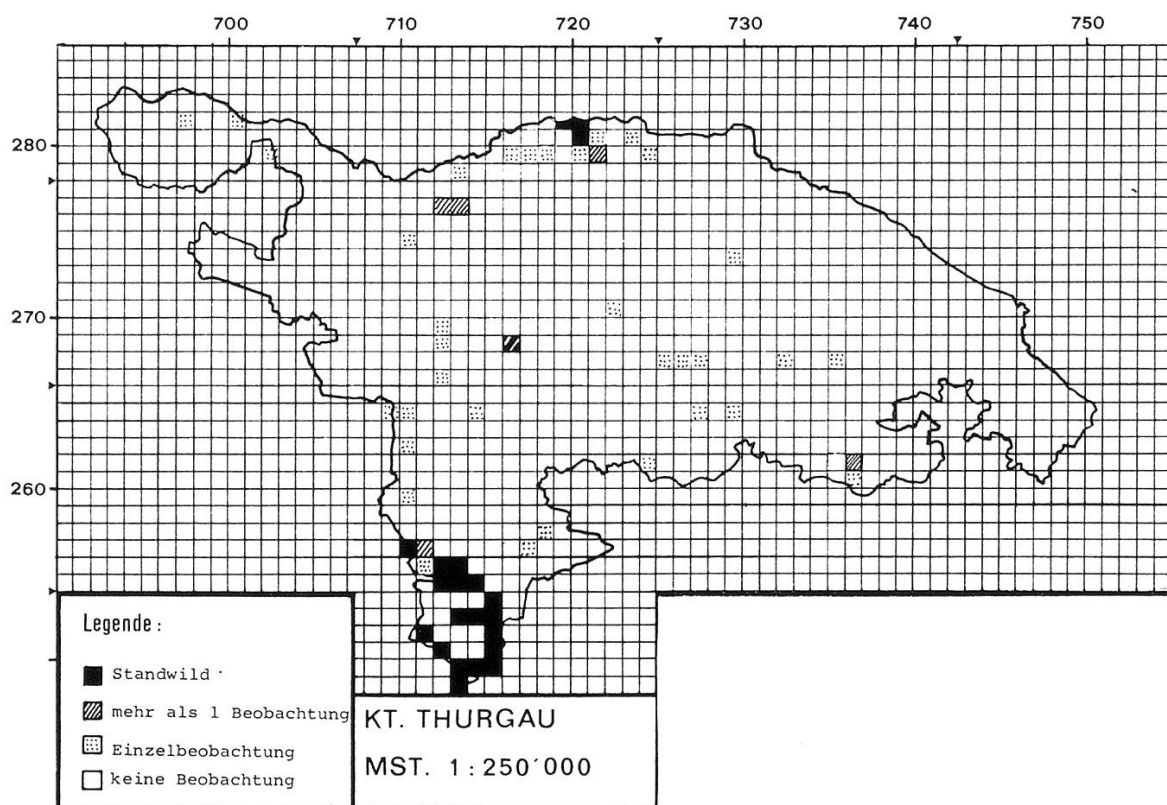 700 710 720 730 740 750
280
270
260
Legende :
Standwild
mehr als 1 Beobachtung
Einzelbeobachtung
keine Beobachtung
KT. THURGAU
MST. 1:250'000